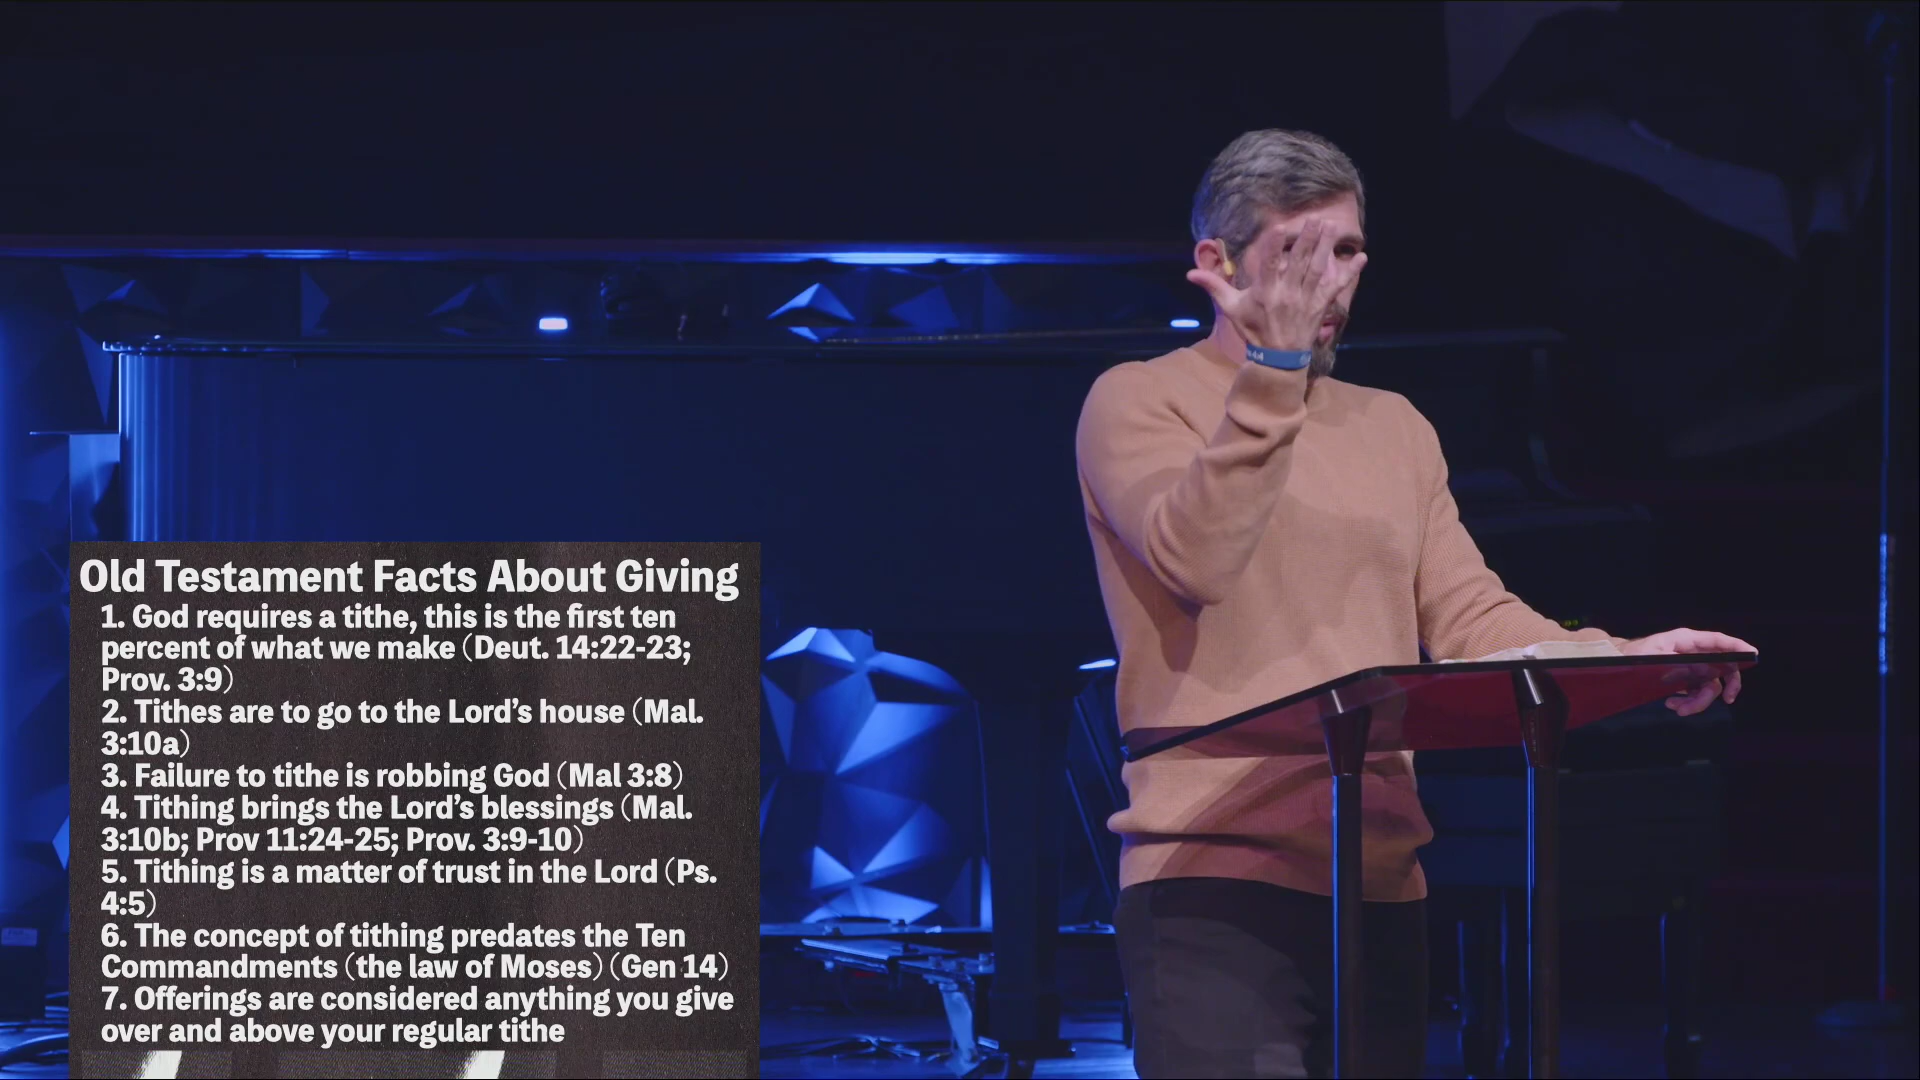 Old Testament Facts About Giving
1. God requires a tithe, this is the first ten
percent of what we make (Deut. 14:22-23;
Prov. 3:9)
2. Tithes are to go to the Lord’s house (Mal.
3:10a)
3. Failure to tithe is robbing God (Mal 3:8)
4. Tithing brings the Lord’s blessings (Mal.
3:10b; Prov 11:24-25; Prov. 3:9-10)
5. Tithing is a matter of trust in the Lord (Ps.
4:5)
6. The concept of tithing predates the Ten
Commandments (the law of Moses) (Gen 14)
7. Offerings are considered anything you give
over and above your regular tithe